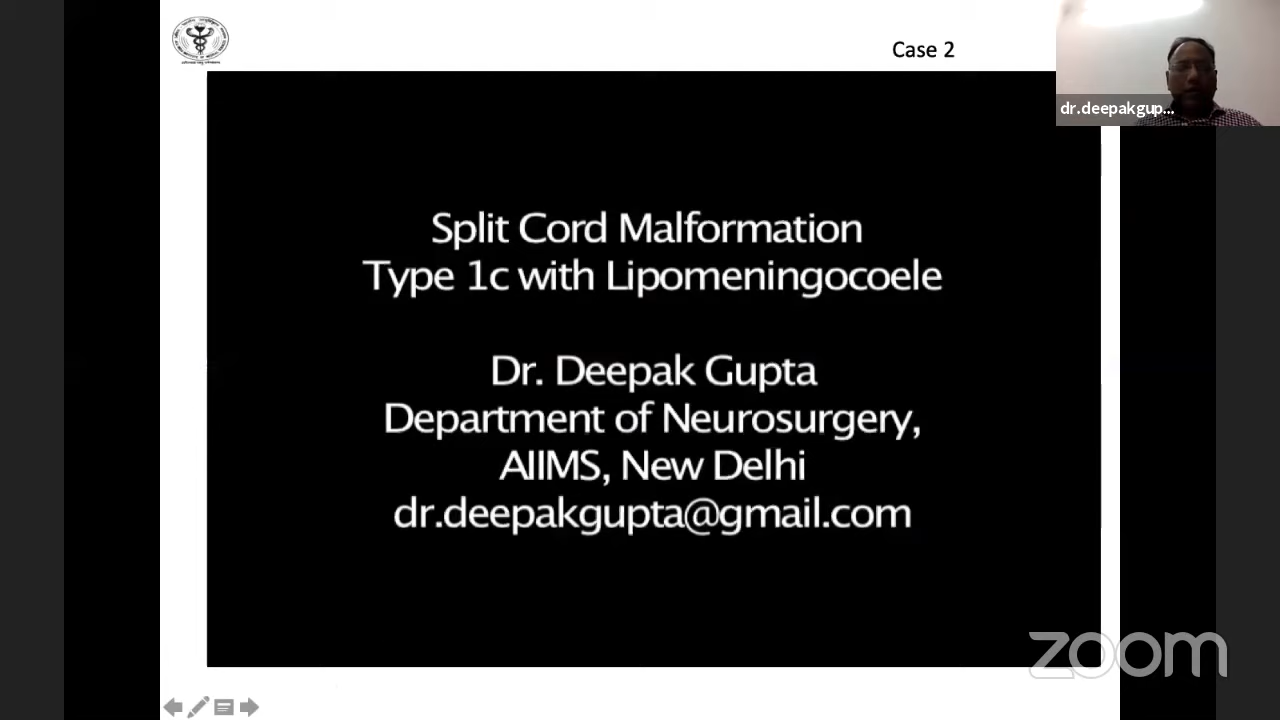 Case 2
dr.deepakgup...
Split Cord Malformation
Type 1c with Lipomeningocoele
Dr. Deepak Gupta
Department of Neurosurgery,
AIIMS, New Delhi
dr.deepakgupta@gmail.com
zoom